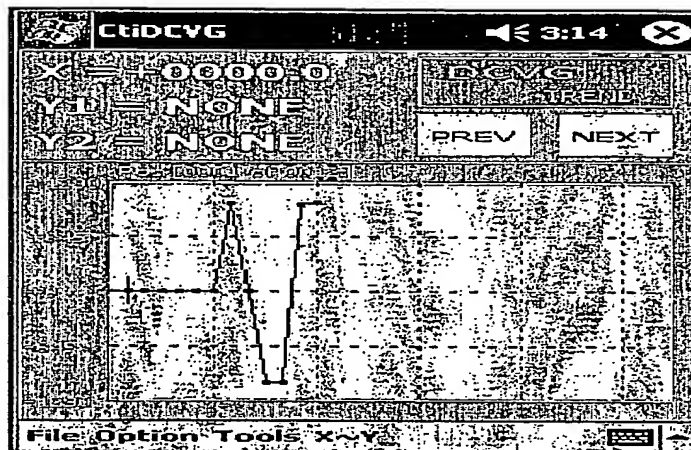 CtiDCVG 3:14
X = +0000.0
DCVG
Y1 = NONE
TREND
Y2 = NONE
PREV NEXT
File Option Tools X~Y